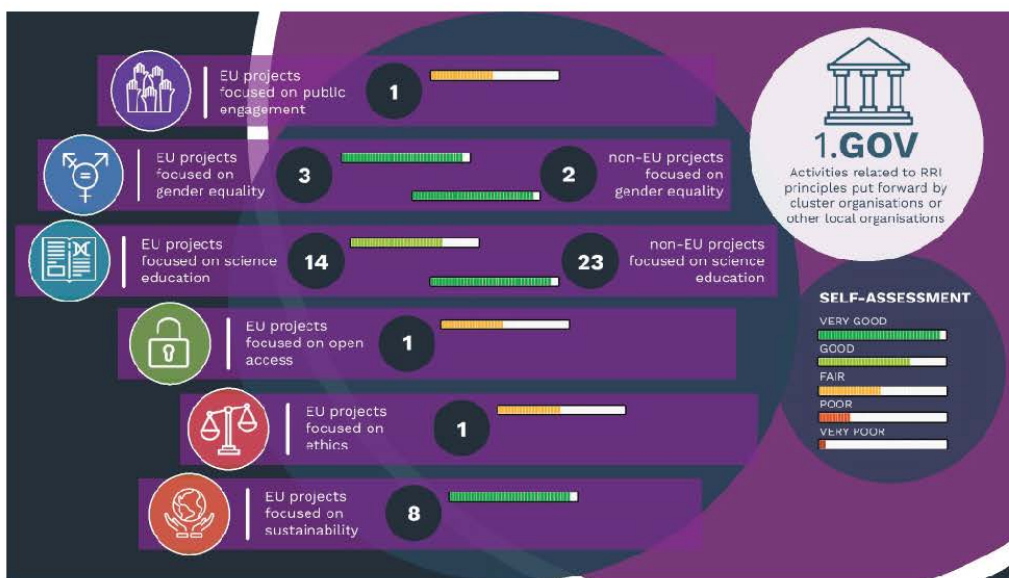 EU projects
focused on public
engagement
1
EU projects
focused on
gender equality
3
2
non-EU projects
focused on
gender equality
EU projects
focused on science
education
14
23
non-EU projects
focused on science
education
EU projects
focused on open
access
1
EU projects
focused on
ethics
1
EU projects
focused on
sustainability
8
1.GOV
Activities related to RRI
principles put forward by
cluster organisations or
other local organisations
SELF-ASSESSMENT
VERY GOOD
GOOD
FAIR
POOR
VERY POOR